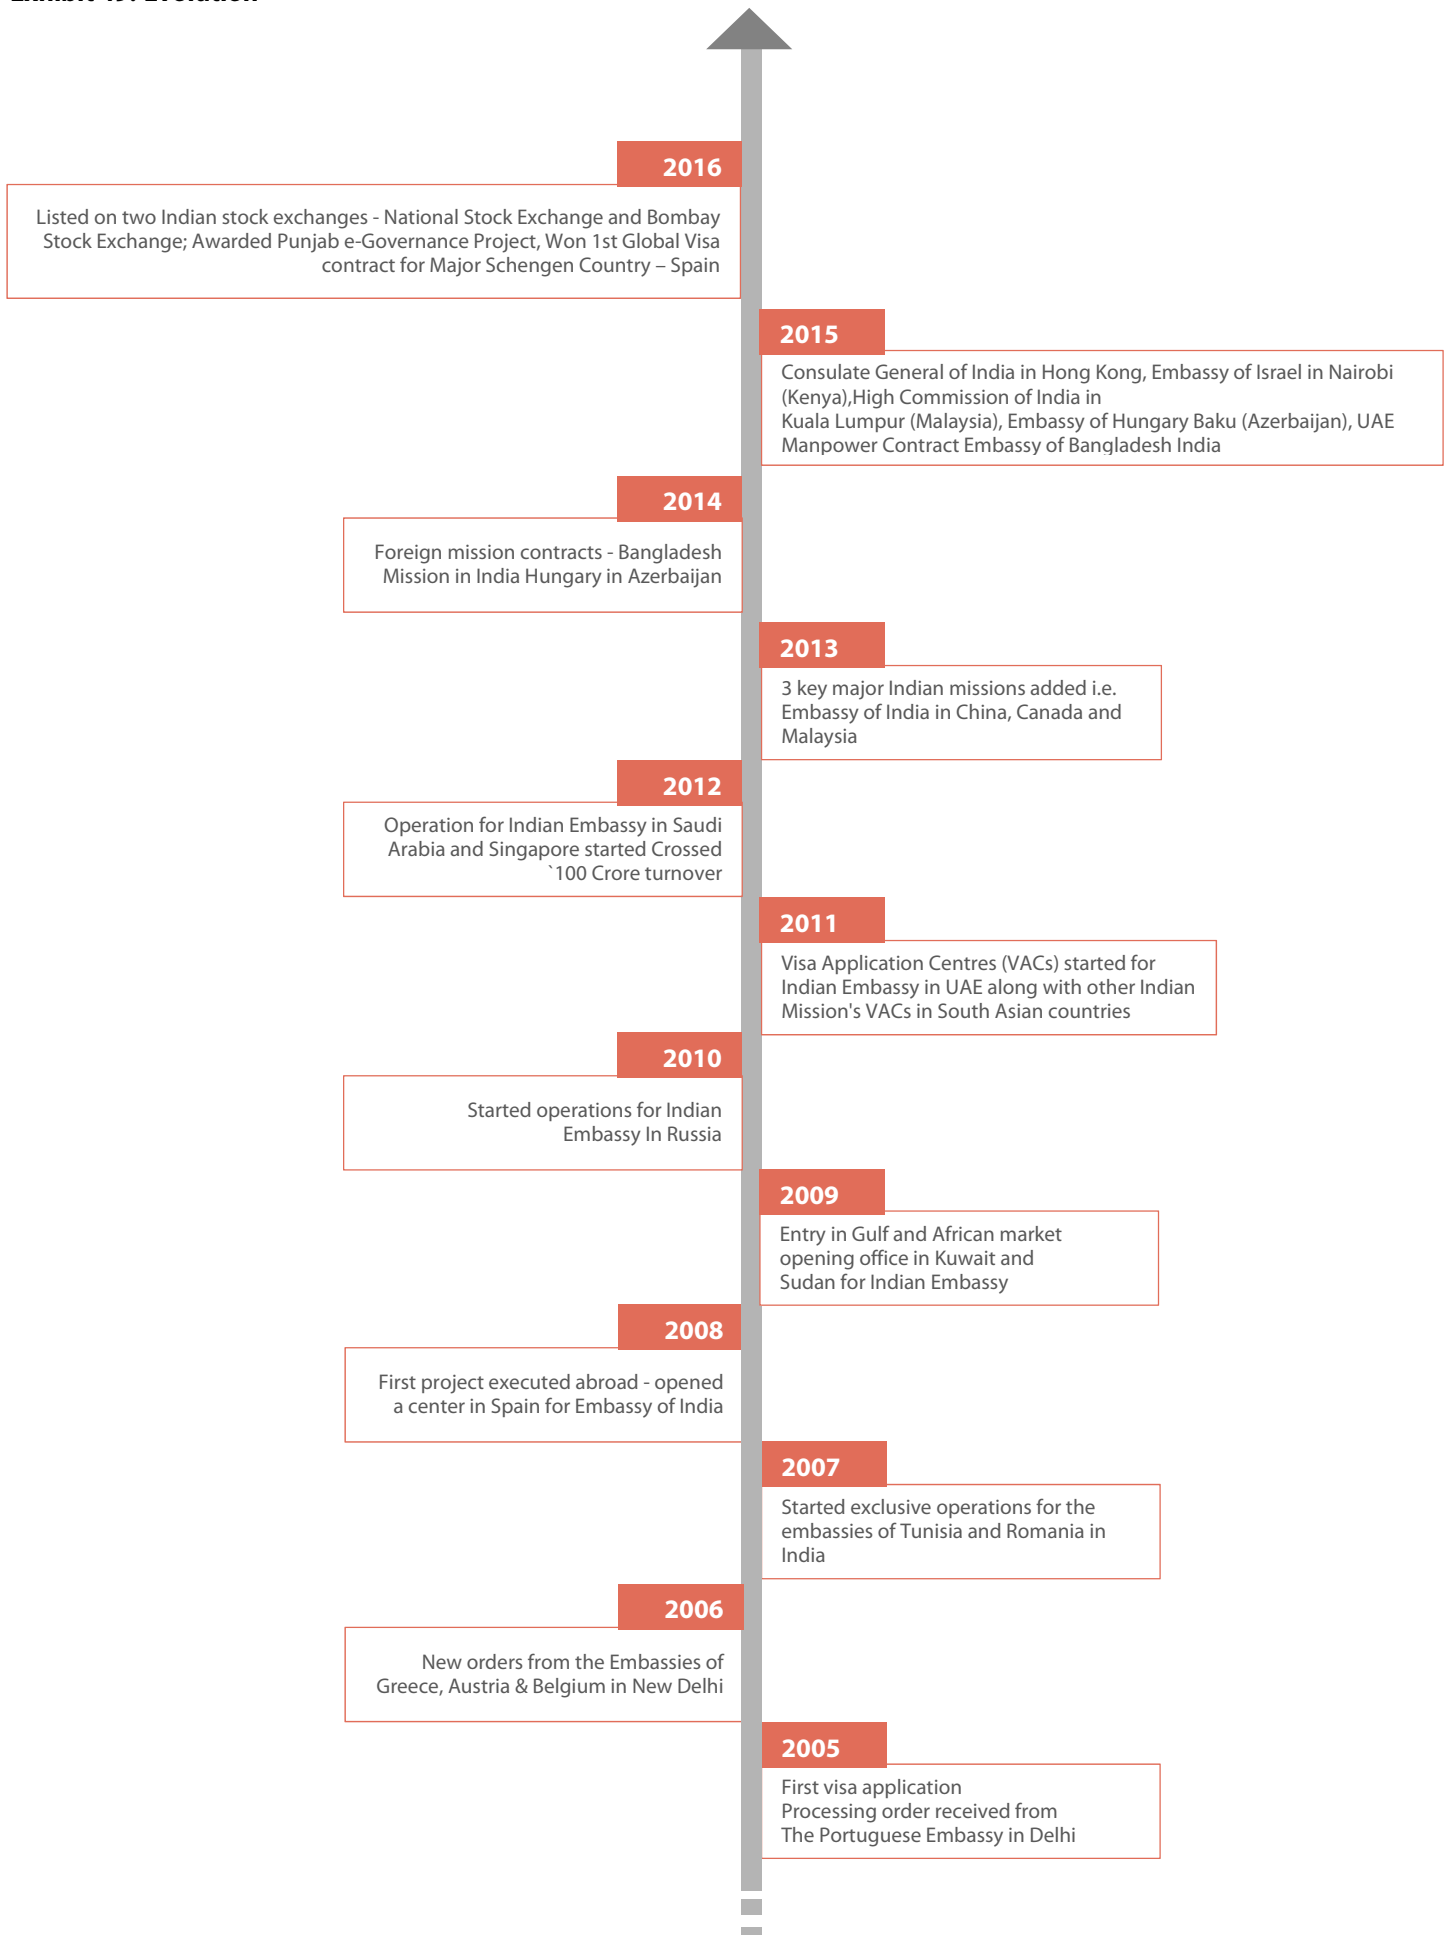 2016
Listed on two Indian stock exchanges - National Stock Exchange and Bombay
Stock Exchange; Awarded Punjab e-Governance Project, Won 1st Global Visa
contract for Major Schengen Country – Spain
2015
Consulate General of India in Hong Kong, Embassy of Israel in Nairobi
(Kenya),High Commission of India in
Kuala Lumpur (Malaysia), Embassy of Hungary Baku (Azerbaijan), UAE
Manpower Contract Embassy of Bangladesh India
2014
Foreign mission contracts - Bangladesh
Mission in India Hungary in Azerbaijan
2013
3 key major Indian missions added i.e.
Embassy of India in China, Canada and
Malaysia
2012
Operation for Indian Embassy in Saudi
Arabia and Singapore started Crossed
`100 Crore turnover
2011
Visa Application Centres (VACs) started for
Indian Embassy in UAE along with other Indian
Mission's VACs in South Asian countries
2010
Started operations for Indian
Embassy In Russia
2009
Entry in Gulf and African market
opening office in Kuwait and
Sudan for Indian Embassy
2008
First project executed abroad - opened
a center in Spain for Embassy of India
2007
Started exclusive operations for the
embassies of Tunisia and Romania in
India
2006
New orders from the Embassies of
Greece, Austria & Belgium in New Delhi
2005
First visa application
Processing order received from
The Portuguese Embassy in Delhi